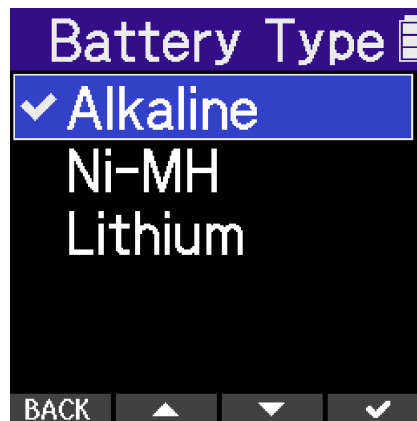 Battery Type
Alkaline
Ni-MH
Lithium
BACK